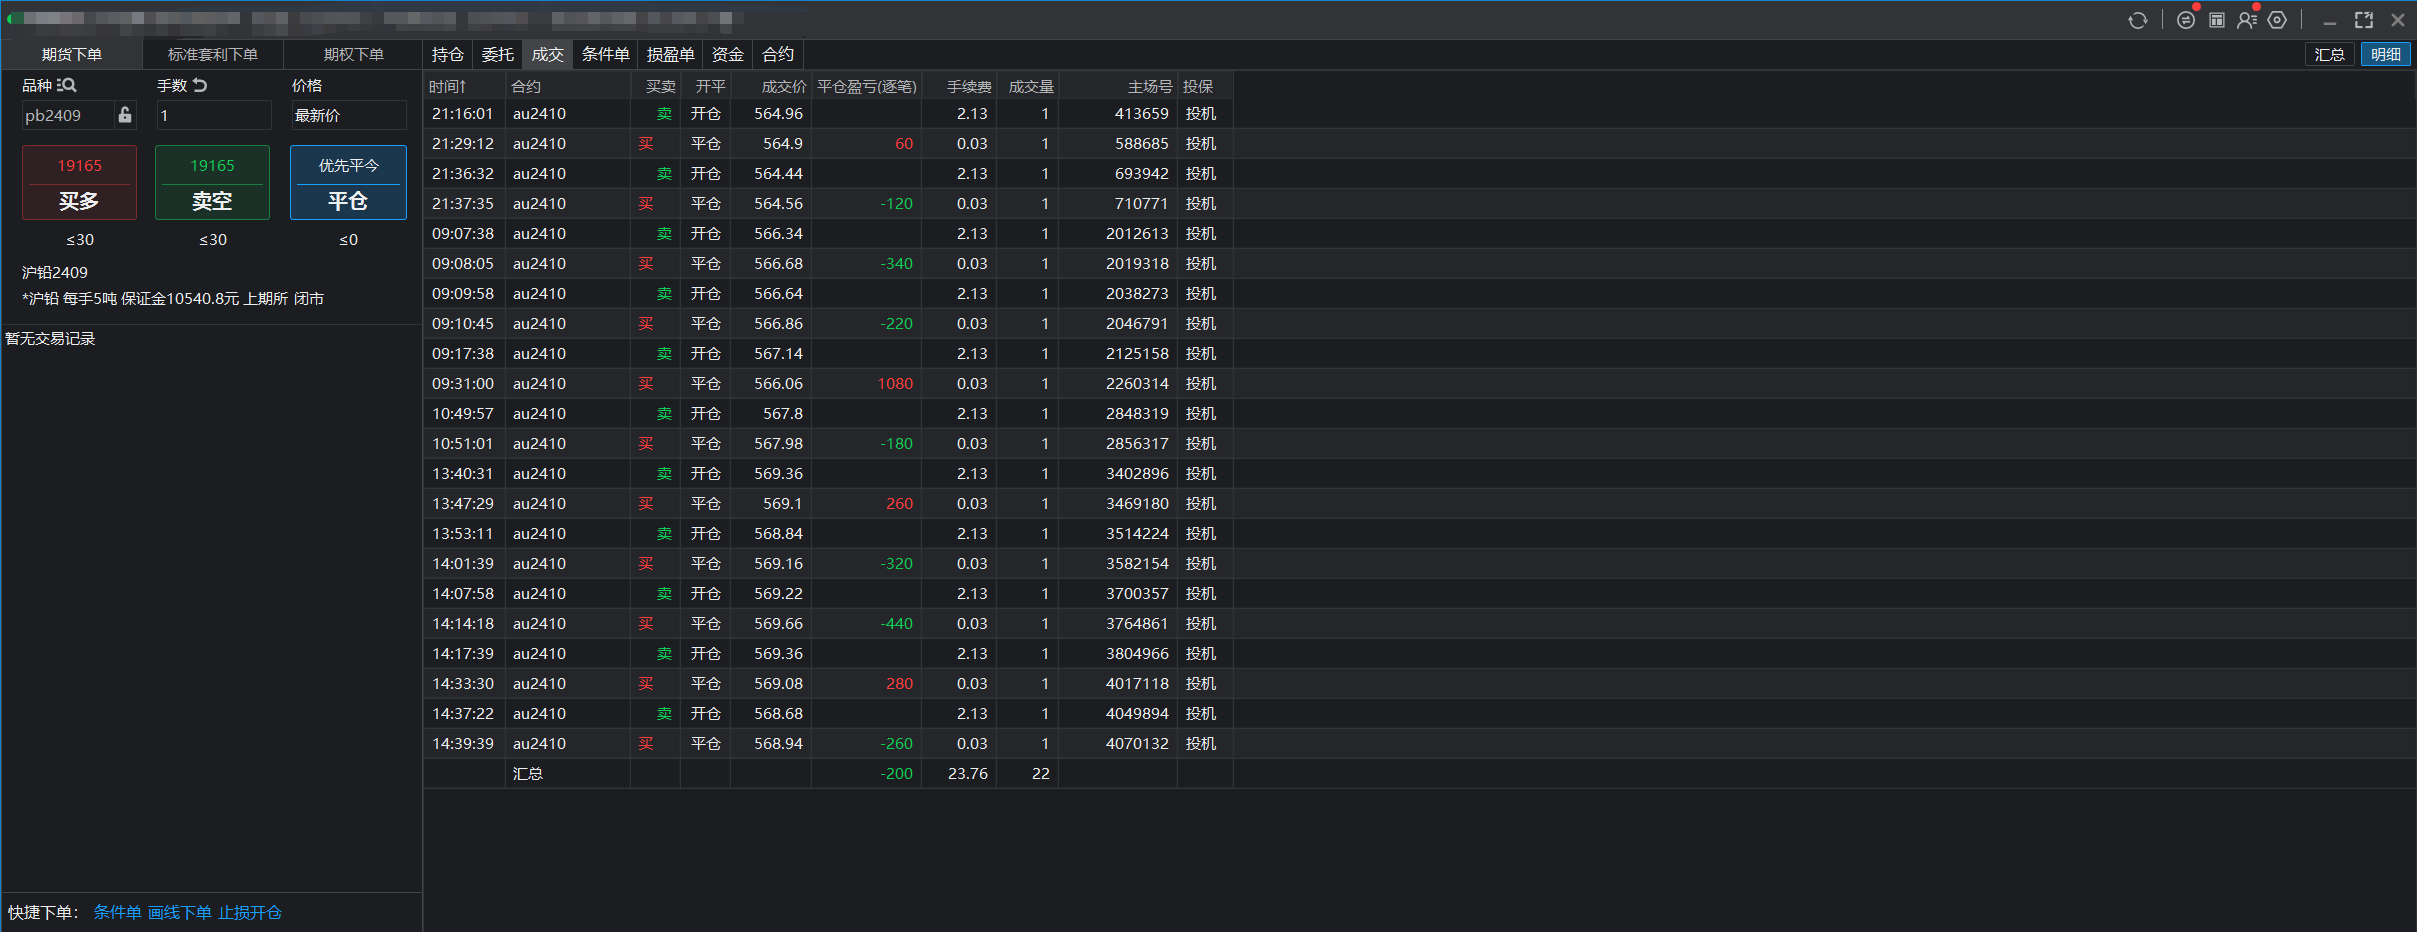 期货下单 标准套利下单 期权下单 持仓 委托 成交 条件单 损盈单 资金 合约 汇总 明细
品种 手数 价格
pb2409 1 最新价
19165 19165 优先平今
买多 卖空 平仓
≤30 ≤30 ≤0
沪铅2409
*沪铅 每手5吨 保证金10540.8元 上期所 闭市
暂无交易记录
快捷下单： 条件单 画线下单 止损开仓
时间↑ 合约 买卖 开平 成交价 平仓盈亏(逐笔) 手续费 成交量 主场号 投保
21:16:01 au2410 卖 开仓 564.96 2.13 1 413659 投机
21:29:12 au2410 买 平仓 564.9 60 0.03 1 588685 投机
21:36:32 au2410 卖 开仓 564.44 2.13 1 693942 投机
21:37:35 au2410 买 平仓 564.56 -120 0.03 1 710771 投机
09:07:38 au2410 卖 开仓 566.34 2.13 1 2012613 投机
09:08:05 au2410 买 平仓 566.68 -340 0.03 1 2019318 投机
09:09:58 au2410 卖 开仓 566.64 2.13 1 2038273 投机
09:10:45 au2410 买 平仓 566.86 -220 0.03 1 2046791 投机
09:17:38 au2410 卖 开仓 567.14 2.13 1 2125158 投机
09:31:00 au2410 买 平仓 566.06 1080 0.03 1 2260314 投机
10:49:57 au2410 卖 开仓 567.8 2.13 1 2848319 投机
10:51:01 au2410 买 平仓 567.98 -180 0.03 1 2856317 投机
13:40:31 au2410 卖 开仓 569.36 2.13 1 3402896 投机
13:47:29 au2410 买 平仓 569.1 260 0.03 1 3469180 投机
13:53:11 au2410 卖 开仓 568.84 2.13 1 3514224 投机
14:01:39 au2410 买 平仓 569.16 -320 0.03 1 3582154 投机
14:07:58 au2410 卖 开仓 569.22 2.13 1 3700357 投机
14:14:18 au2410 买 平仓 569.66 -440 0.03 1 3764861 投机
14:17:39 au2410 卖 开仓 569.36 2.13 1 3804966 投机
14:33:30 au2410 买 平仓 569.08 280 0.03 1 4017118 投机
14:37:22 au2410 卖 开仓 568.68 2.13 1 4049894 投机
14:39:39 au2410 买 平仓 568.94 -260 0.03 1 4070132 投机
汇总 -200 23.76 22